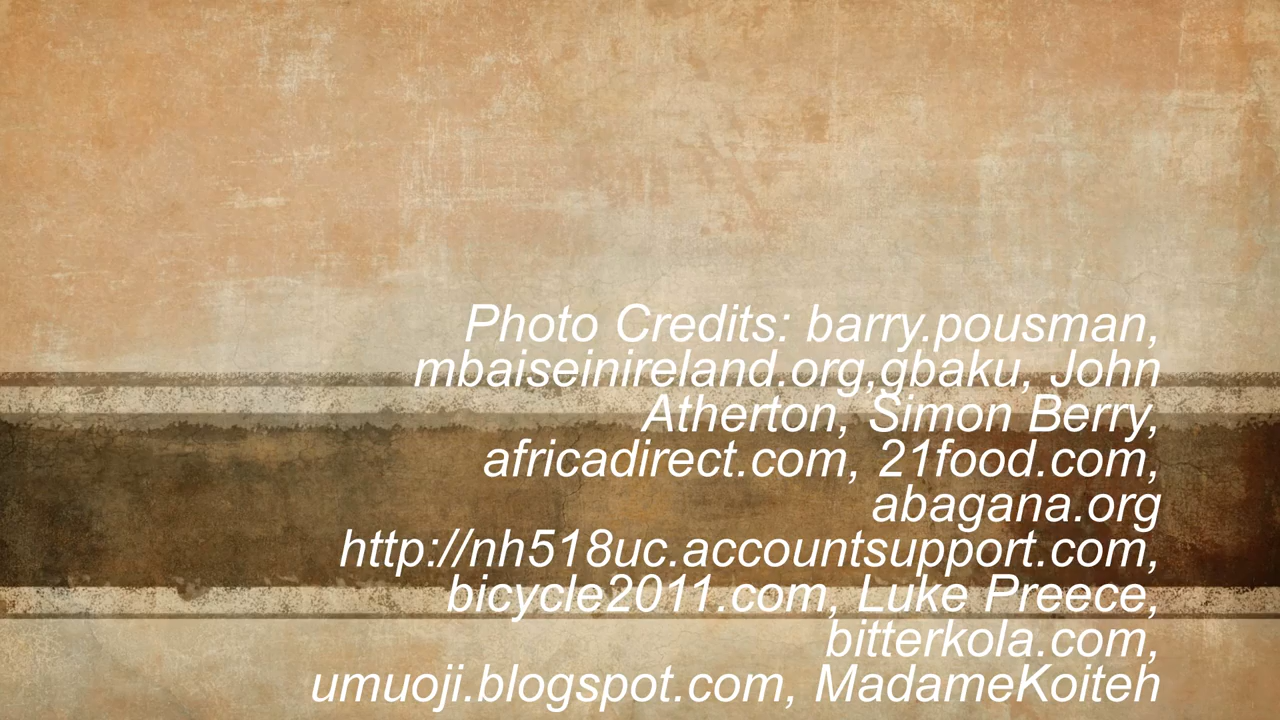 Photo Credits: barry.pousman,
mbaiseinireland.org,gbaku, John
Atherton, Simon Berry,
africadirect.com, 21food.com,
abagana.org
http://nh518uc.accountsupport.com,
bicycle2011.com, Luke Preece,
bitterkola.com,
umuoji.blogspot.com, MadameKoiteh